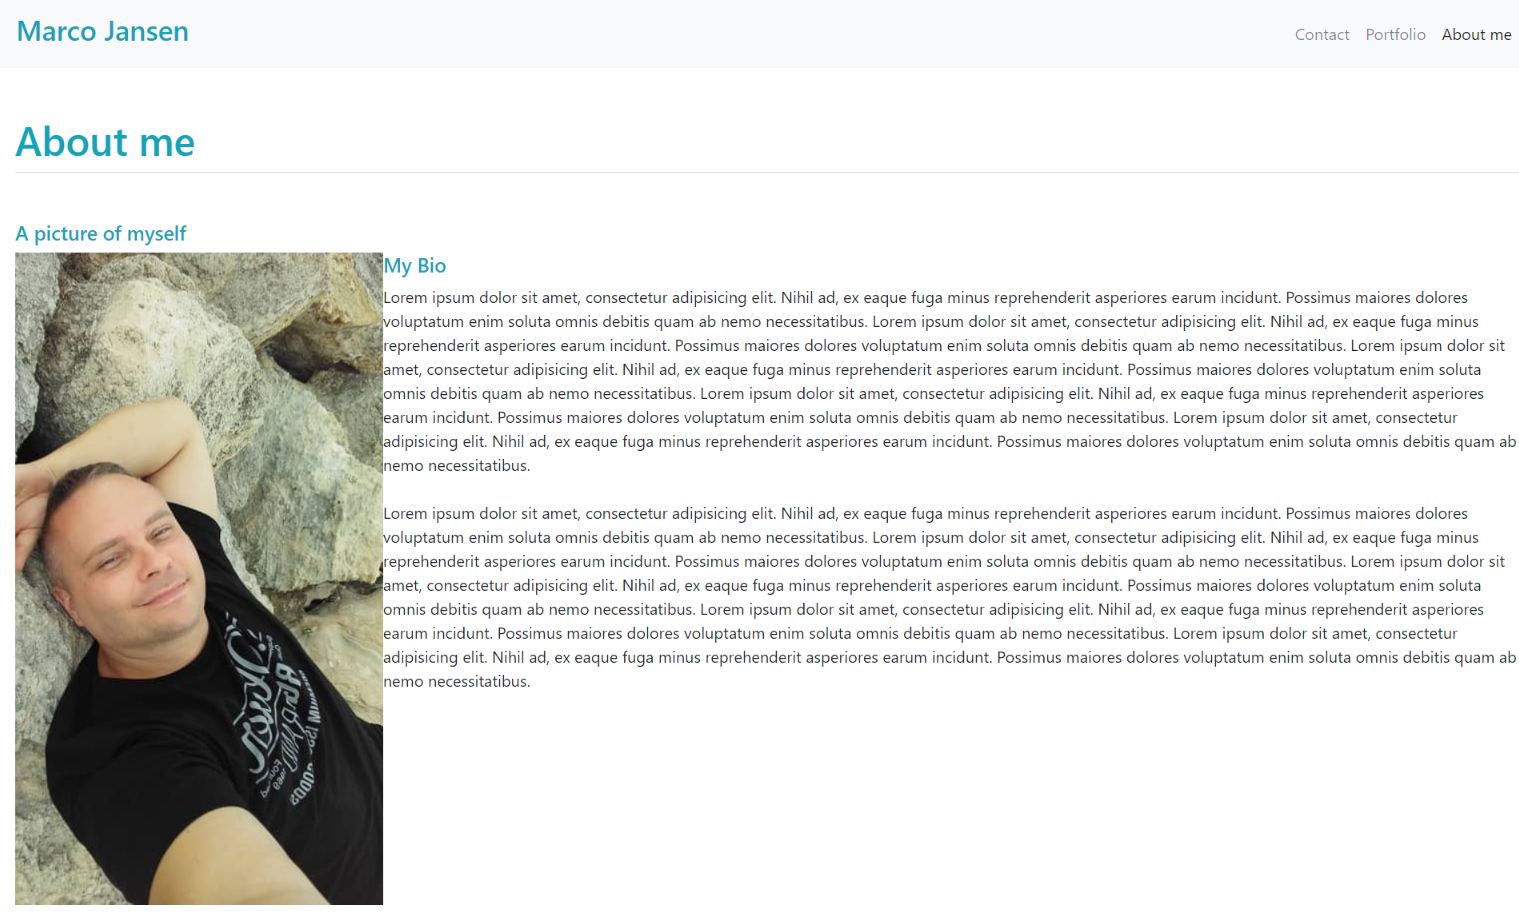 Marco Jansen
Contact Portfolio About me
About me
A picture of myself
My Bio
Lorem ipsum dolor sit amet, consectetur adipisicing elit. Nihil ad, ex eaque fuga minus reprehenderit asperiores earum incidunt. Possimus maiores dolores
voluptatum enim soluta omnis debitis quam ab nemo necessitatibus. Lorem ipsum dolor sit amet, consectetur adipisicing elit. Nihil ad, ex eaque fuga minus
reprehenderit asperiores earum incidunt. Possimus maiores dolores voluptatum enim soluta omnis debitis quam ab nemo necessitatibus. Lorem ipsum dolor sit
amet, consectetur adipisicing elit. Nihil ad, ex eaque fuga minus reprehenderit asperiores earum incidunt. Possimus maiores dolores voluptatum enim soluta
omnis debitis quam ab nemo necessitatibus. Lorem ipsum dolor sit amet, consectetur adipisicing elit. Nihil ad, ex eaque fuga minus reprehenderit asperiores
earum incidunt. Possimus maiores dolores voluptatum enim soluta omnis debitis quam ab nemo necessitatibus. Lorem ipsum dolor sit amet, consectetur
adipisicing elit. Nihil ad, ex eaque fuga minus reprehenderit asperiores earum incidunt. Possimus maiores dolores voluptatum enim soluta omnis debitis quam ab
nemo necessitatibus.
Lorem ipsum dolor sit amet, consectetur adipisicing elit. Nihil ad, ex eaque fuga minus reprehenderit asperiores earum incidunt. Possimus maiores dolores
voluptatum enim soluta omnis debitis quam ab nemo necessitatibus. Lorem ipsum dolor sit amet, consectetur adipisicing elit. Nihil ad, ex eaque fuga minus
reprehenderit asperiores earum incidunt. Possimus maiores dolores voluptatum enim soluta omnis debitis quam ab nemo necessitatibus. Lorem ipsum dolor sit
amet, consectetur adipisicing elit. Nihil ad, ex eaque fuga minus reprehenderit asperiores earum incidunt. Possimus maiores dolores voluptatum enim soluta
omnis debitis quam ab nemo necessitatibus. Lorem ipsum dolor sit amet, consectetur adipisicing elit. Nihil ad, ex eaque fuga minus reprehenderit asperiores
earum incidunt. Possimus maiores dolores voluptatum enim soluta omnis debitis quam ab nemo necessitatibus. Lorem ipsum dolor sit amet, consectetur
adipisicing elit. Nihil ad, ex eaque fuga minus reprehenderit asperiores earum incidunt. Possimus maiores dolores voluptatum enim soluta omnis debitis quam ab
nemo necessitatibus.